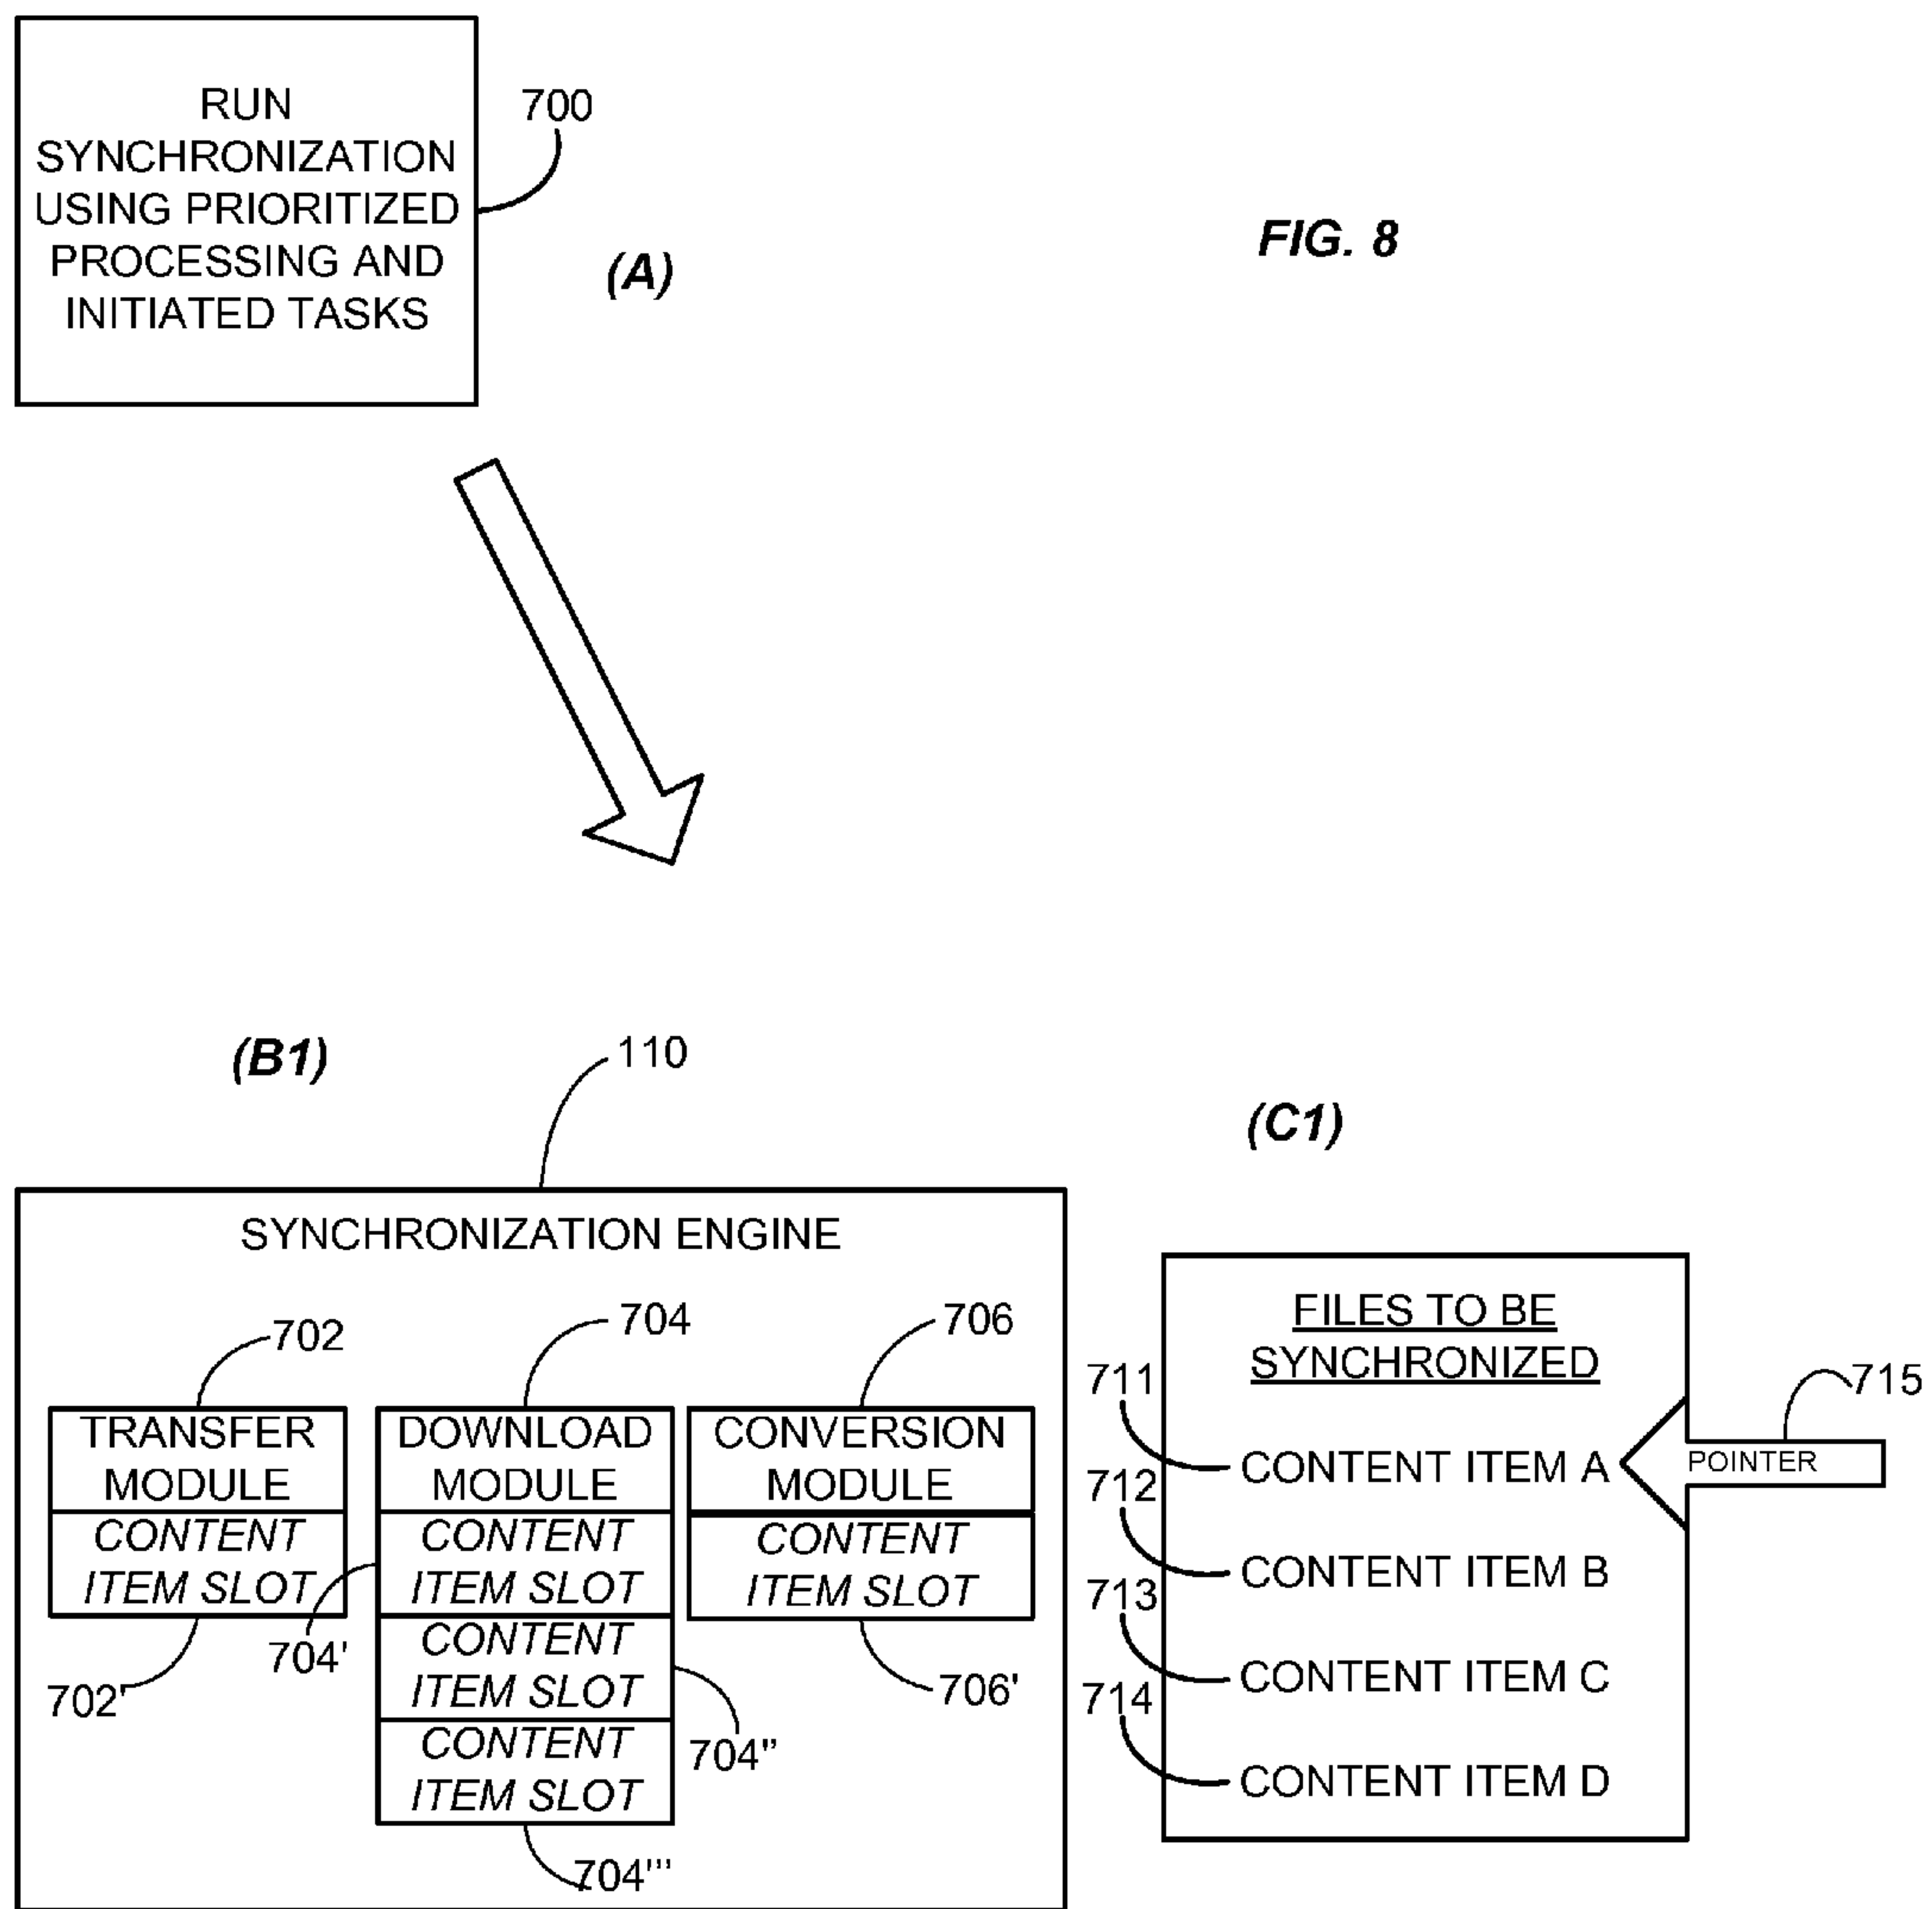 RUN
SYNCHRONIZATION
USING PRIORITIZED
PROCESSING AND
INITIATED TASKS
700
(A)
FIG. 8
(B1)
110
(C1)
SYNCHRONIZATION ENGINE
702
704
706
TRANSFER
MODULE
CONTENT
ITEM SLOT
702'
DOWNLOAD
MODULE
CONTENT
ITEM SLOT
704'
CONTENT
ITEM SLOT
704"
CONTENT
ITEM SLOT
704'"
CONVERSION
MODULE
CONTENT
ITEM SLOT
706'
FILES TO BE
SYNCHRONIZED
711
CONTENT ITEM A
POINTER
715
712
CONTENT ITEM B
713
CONTENT ITEM C
714
CONTENT ITEM D